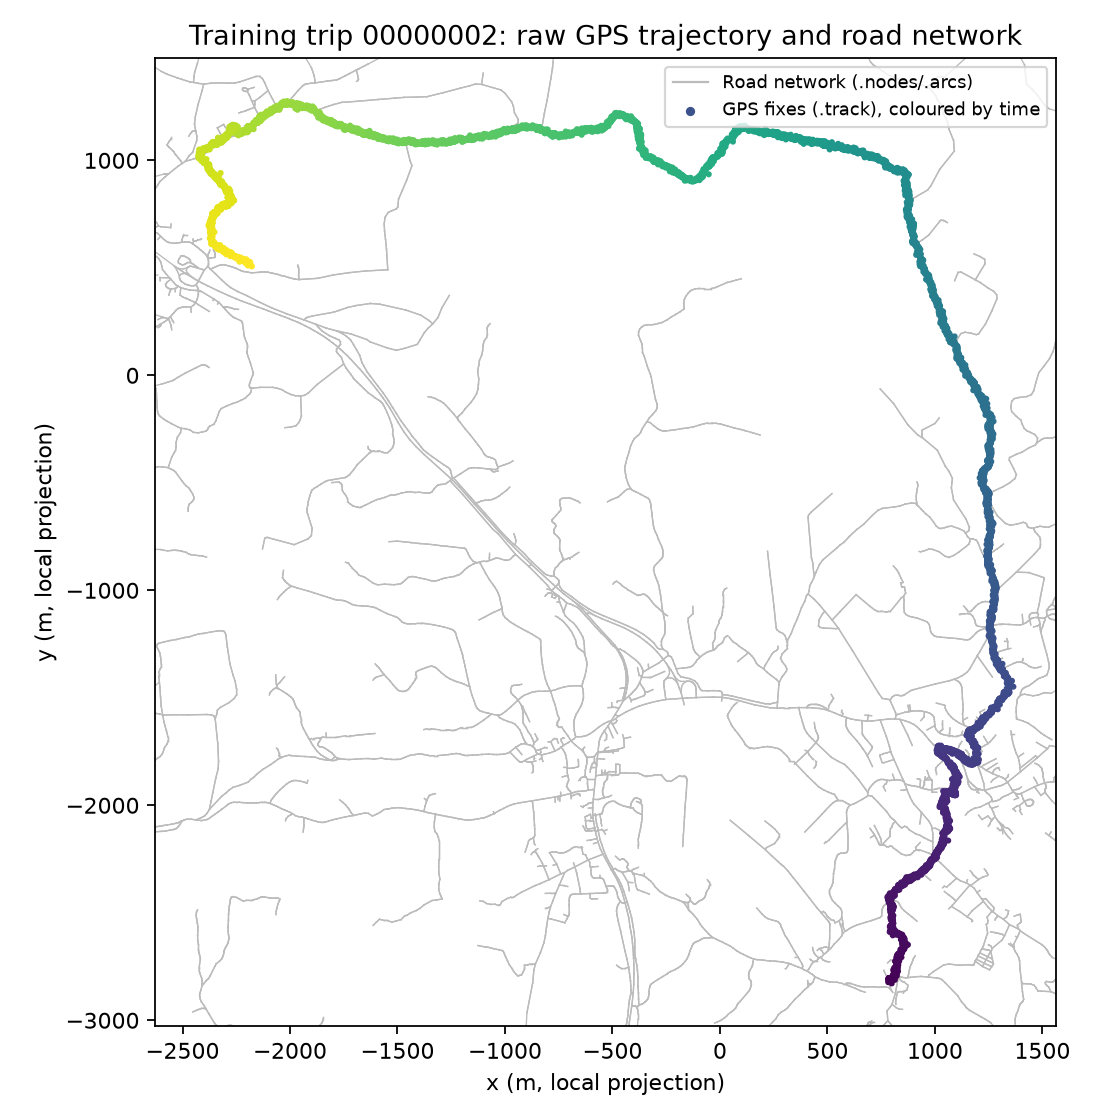 Training trip 00000002: raw GPS trajectory and road network
Road network (.nodes/.arcs)
GPS fixes (.track), coloured by time
1000
0
−1000
−2000
−3000
y (m, local projection)
−2500 −2000 −1500 −1000 −500 0 500 1000 1500
x (m, local projection)